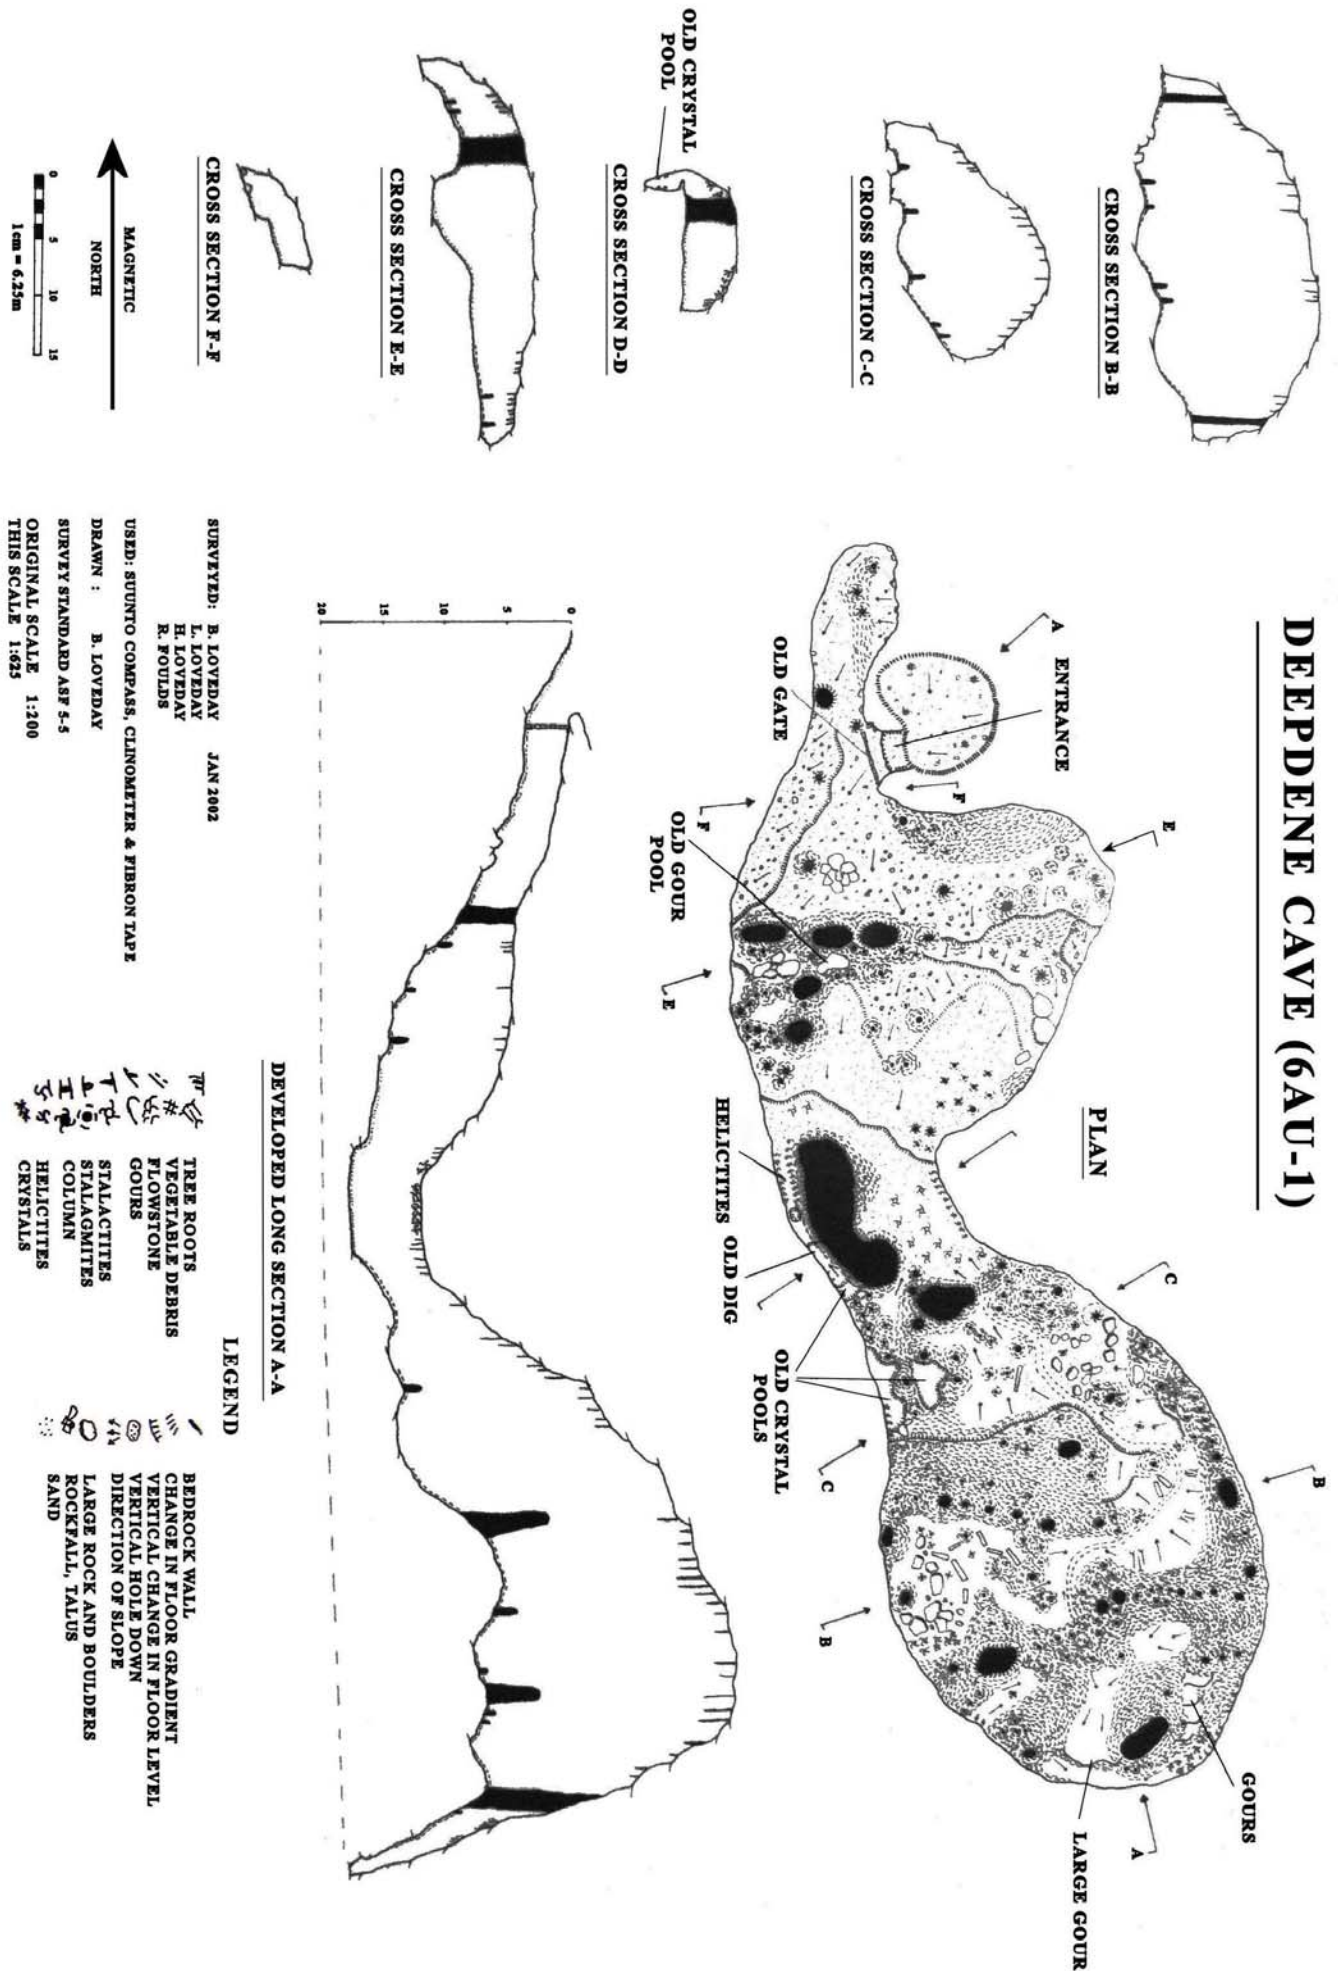 DEEPDENE CAVE (6AU-1)
PLAN
A
ENTRANCE
OLD GATE
F
F
E
E
OLD GOUR
POOL
HELICTITES
OLD DIG
OLD CRYSTAL
POOLS
C
C
B
B
GOURS
LARGE GOUR
A
CROSS SECTION B-B
CROSS SECTION C-C
OLD CRYSTAL
POOL
CROSS SECTION D-D
CROSS SECTION E-E
CROSS SECTION F-F
MAGNETIC
NORTH
0 5 10 15
1cm = 6.25m
0
5
10
15
20
DEVELOPED LONG SECTION A-A
SURVEYED: B. LOVEDAY JAN 2002
L. LOVEDAY
H. LOVEDAY
R. FOULDS
USED: SUUNTO COMPASS, CLINOMETER & FIBRON TAPE
DRAWN : B. LOVEDAY
SURVEY STANDARD ASF 5-5
ORIGINAL SCALE 1:200
THIS SCALE 1:625
LEGEND
TREE ROOTS
VEGETABLE DEBRIS
FLOWSTONE
GOURS
STALACTITES
STALAGMITES
COLUMN
HELICTITES
CRYSTALS
BEDROCK WALL
CHANGE IN FLOOR GRADIENT
VERTICAL CHANGE IN FLOOR LEVEL
VERTICAL HOLE DOWN
DIRECTION OF SLOPE
LARGE ROCK AND BOULDERS
ROCKFALL, TALUS
SAND